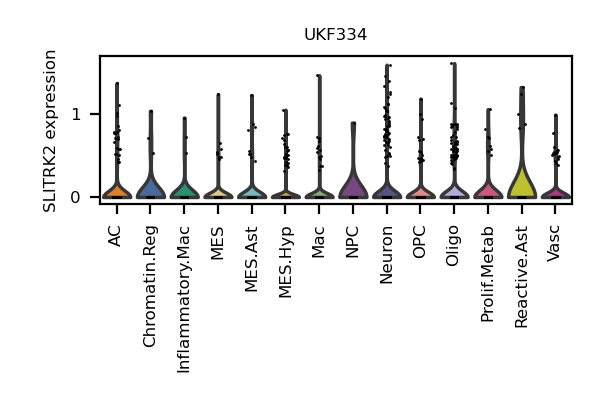 UKF334
SLITRK2 expression
1
0
AC
Chromatin.Reg
Inflammatory.Mac
MES
MES.Ast
MES.Hyp
Mac
NPC
Neuron
OPC
Oligo
Prolif.Metab
Reactive.Ast
Vasc